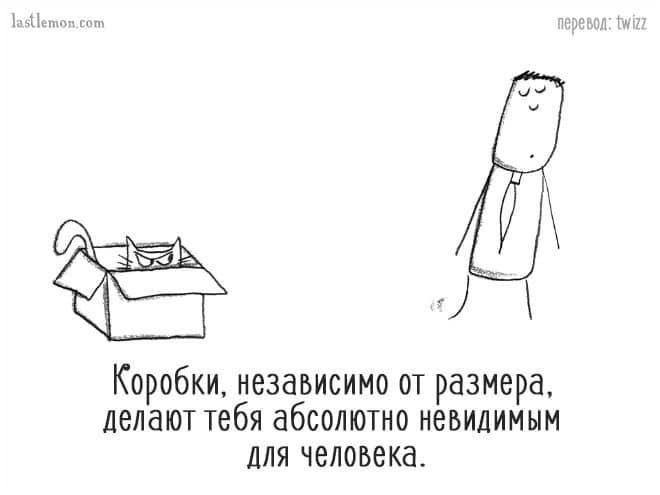 lastlemon.com
перевод: twizz
Коробки, независимо от размера,
делают тебя абсолютно невидимым
для человека.